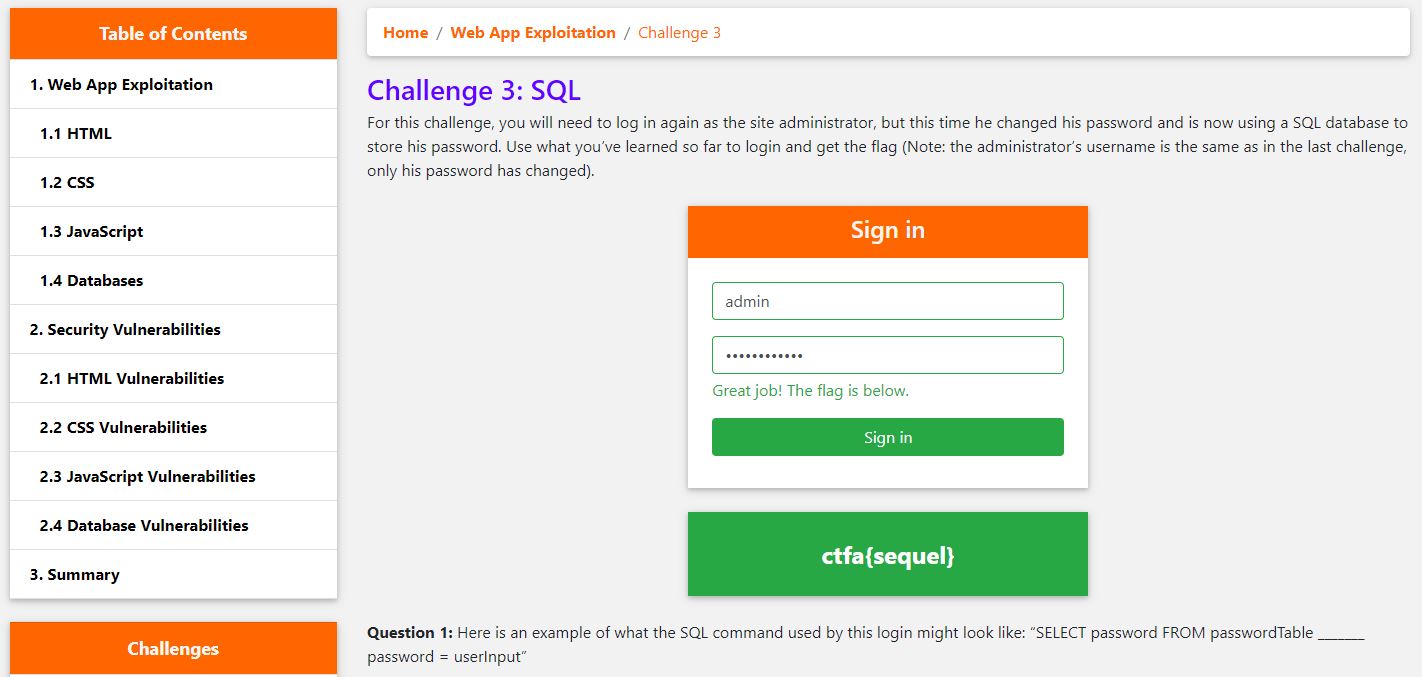 Table of Contents
1. Web App Exploitation
1.1 HTML
1.2 CSS
1.3 JavaScript
1.4 Databases
2. Security Vulnerabilities
2.1 HTML Vulnerabilities
2.2 CSS Vulnerabilities
2.3 JavaScript Vulnerabilities
2.4 Database Vulnerabilities
3. Summary
Challenges
Home / Web App Exploitation / Challenge 3
Challenge 3: SQL
For this challenge, you will need to log in again as the site administrator, but this time he changed his password and is now using a SQL database to
store his password. Use what you’ve learned so far to login and get the flag (Note: the administrator’s username is the same as in the last challenge,
only his password has changed).
Sign in
admin
••••••••••••
Great job! The flag is below.
Sign in
ctfa{sequel}
Question 1: Here is an example of what the SQL command used by this login might look like: “SELECT password FROM passwordTable ______
password = userInput”